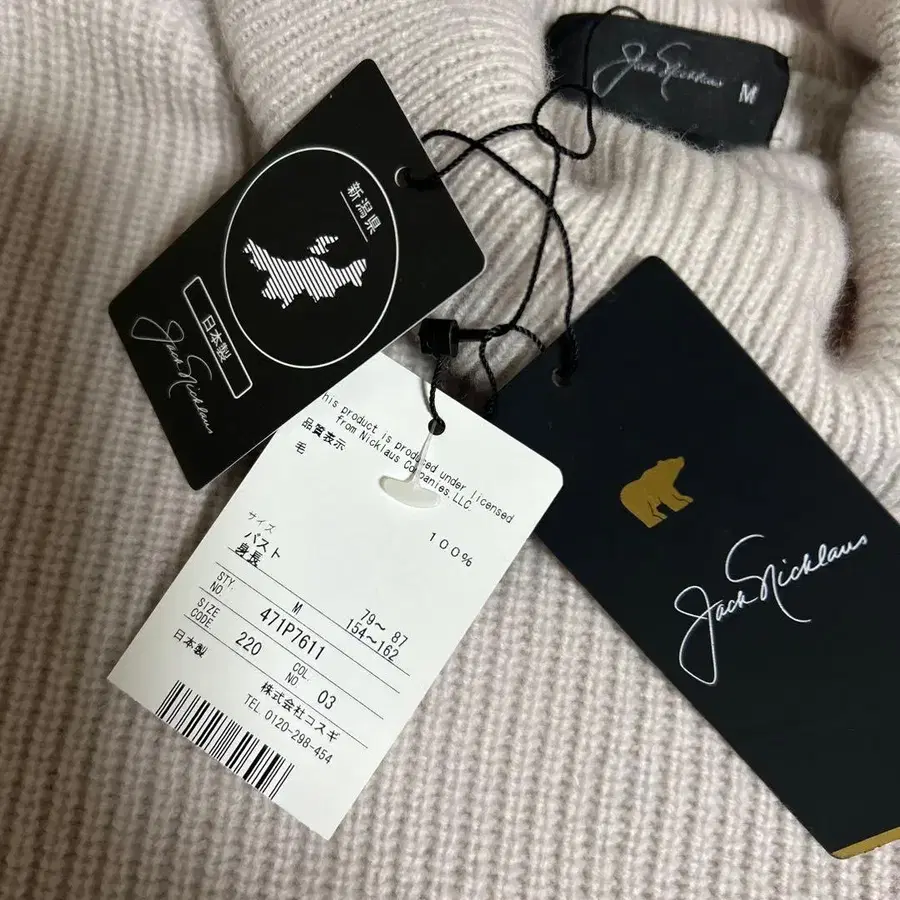 Jack Nicklaus M
新潟県
日本製
Jack Nicklaus
his product is produced under licensed
from Nicklaus Companies,LLC.
品質表示
毛 100%
サイズ M
バスト 79～ 87
身長 154～162
STY. NO 471P7611
SIZE CODE 220 COL. NO. 03
日本製 株式会社コスギ
TEL 0120-298-454
Jack Nicklaus